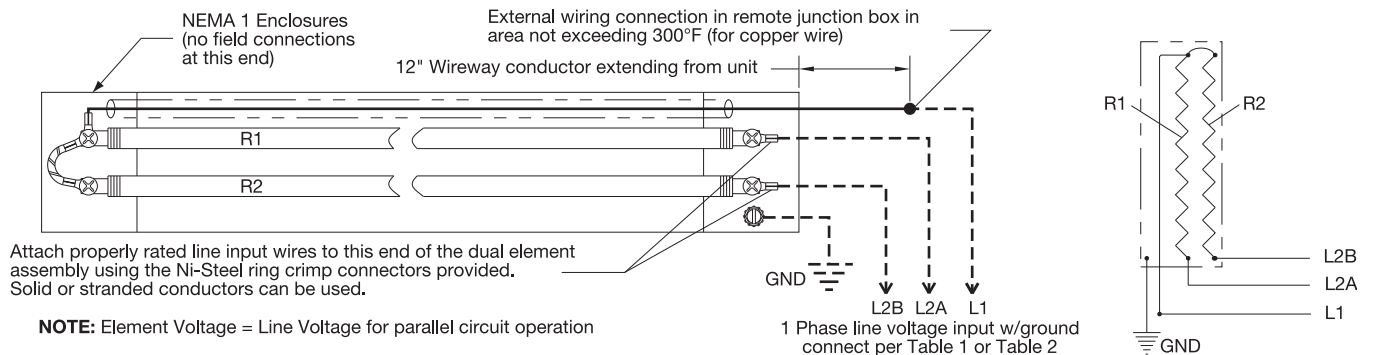 NEMA 1 Enclosures
(no field connections
at this end)
External wiring connection in remote junction box in
area not exceeding 300°F (for copper wire)
12" Wireway conductor extending from unit
R1
R2
R1
R2
Attach properly rated line input wires to this end of the dual element
assembly using the Ni-Steel ring crimp connectors provided.
Solid or stranded conductors can be used.
GND
L2B
L2A
L1
1 Phase line voltage input w/ground
connect per Table 1 or Table 2
NOTE: Element Voltage = Line Voltage for parallel circuit operation
L2B
L2A
L1
GND